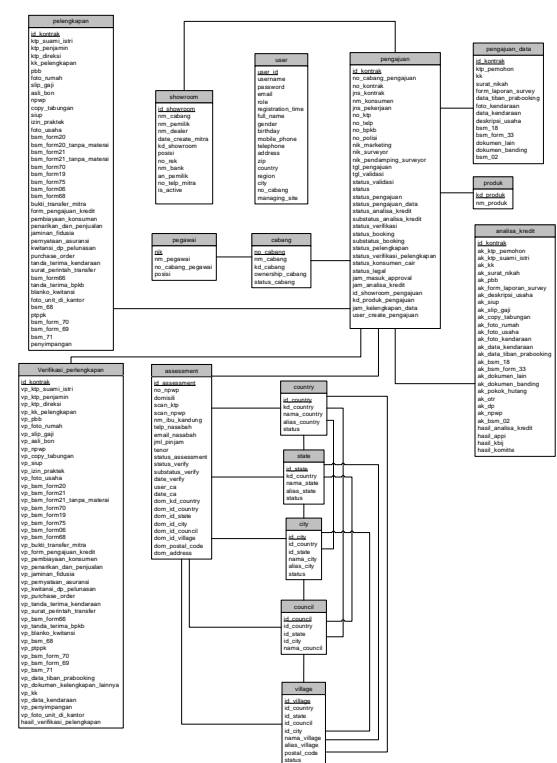 pelengkapan
id_kontrak
ktp_suami_istri
ktp_penjamin
ktp_direksi
kk_pelengkapan
pbb
foto_rumah
slip_gaji
asli_bon
npwp
copy_tabungan
siup
izin_praktek
foto_usaha
bsm_form20
bsm_form20_tanpa_materai
bsm_form21
bsm_form21_tanpa_materai
bsm_form70
bsm_form19
bsm_form75
bsm_form06
bsm_form68
bukti_transfer_mitra
form_pengajuan_kredit
pembiayaan_konsumen
penarikan_dan_penjualan
jaminan_fidusia
pernyataan_asuransi
kwitansi_dp_pelunasan
purchase_order
tanda_terima_kendaraan
surat_perintah_transfer
bsm_form66
tanda_terima_bpkb
blanko_kwitansi
foto_unit_di_kantor
bsm_68
ptppk
bsm_form_70
bsm_form_69
bsm_71
penyimpangan
showroom
id_showroom
nm_cabang
nm_pemilik
nm_dealer
date_create_mitra
kd_showroom
posisi
no_rek
nm_bank
an_pemilik
no_telp_mitra
is_active
user
user_id
username
password
email
role
registration_time
full_name
gender
birthday
mobile_phone
telephone
address
zip
country
region
city
no_cabang
managing_site
pengajuan
id_kontrak
no_cabang_pengajuan
no_kontrak
jns_kontrak
nm_konsumen
jns_pekerjaan
no_ktp
no_telp
no_bpkb
no_polisi
nik_marketing
nik_surveyor
nik_pendamping_surveyor
tgl_pengajuan
tgl_validasi
status_validasi
status
status_pengajuan
status_pengajuan_data
status_analisa_kredit
substatus_analisa_kredit
status_verifikasi
status_booking
substatus_booking
status_pelengkapan
status_verifikasi_pelengkapan
status_konsumen_cair
status_legal
jam_masuk_approval
jam_analisa_kredit
id_showroom_pengajuan
kd_produk_pengajuan
jam_kelengkapan_data
user_create_pengajuan
pengajuan_data
id_kontrak
ktp_pemohon
kk
surat_nikah
form_laporan_survey
data_tiban_prabooking
foto_kendaraan
data_kendaraan
deskripsi_usaha
bsm_18
bsm_form_33
dokumen_lain
dokumen_banding
bsm_02
produk
kd_produk
nm_produk
analisa_kredit
id_kontrak
ak_ktp_pemohon
ak_ktp_suami_istri
ak_kk
ak_surat_nikah
ak_pbb
ak_form_laporan_survey
ak_deskripsi_usaha
ak_siup
ak_slip_gaji
ak_copy_tabungan
ak_foto_rumah
ak_foto_usaha
ak_foto_kendaraan
ak_data_kendaraan
ak_data_tiban_prabooking
ak_bsm_18
ak_bsm_form_33
ak_dokumen_lain
ak_dokumen_banding
ak_pokok_hutang
ak_otr
ak_dp
ak_npwp
ak_bsm_02
hasil_analisa_kredit
hasil_appi
hasil_kbij
hasil_komite
pegawai
nik
nm_pegawai
no_cabang_pegawai
posisi
cabang
no_cabang
nm_cabang
kd_cabang
ownership_cabang
status_cabang
Verifikasi_perlengkapan
id_kontrak
vp_ktp_suami_istri
vp_ktp_penjamin
vp_ktp_direksi
vp_kk_pelengkapan
vp_pbb
vp_foto_rumah
vp_slip_gaji
vp_asli_bon
vp_npwp
vp_copy_tabungan
vp_siup
vp_izin_praktek
vp_foto_usaha
vp_bsm_form20
vp_bsm_form21
vp_bsm_form21_tanpa_materai
vp_bsm_form70
vp_bsm_form19
vp_bsm_form75
vp_bsm_form06
vp_bsm_form68
vp_bukti_transfer_mitra
vp_form_pengajuan_kredit
vp_pembiayaan_konsumen
vp_penarikan_dan_penjualan
vp_jaminan_fidusia
vp_pernyataan_asuransi
vp_kwitansi_dp_pelunasan
vp_purchase_order
vp_tanda_terima_kendaraan
vp_surat_perintah_transfer
vp_bsm_form66
vp_tanda_terima_bpkb
vp_blanko_kwitansi
vp_bsm_68
vp_ptppk
vp_bsm_form_70
vp_bsm_form_69
vp_bsm_71
vp_data_tiban_prabooking
vp_dokumen_kelengkapan_lainnya
vp_kk
vp_data_kendaraan
vp_penyimpangan
vp_foto_unit_di_kantor
hasil_verifikasi_pelengkapan
assessment
id_assessment
no_npwp
domisili
scan_ktp
scan_npwp
nm_ibu_kandung
telp_nasabah
email_nasabah
jml_pinjam
tenor
status_assessment
status_verify
substatus_verify
date_verify
user_ca
date_ca
dom_kd_country
dom_id_country
dom_id_state
dom_id_city
dom_id_council
dom_id_village
dom_postal_code
dom_address
country
id_country
kd_country
nama_country
alias_country
status
state
id_state
kd_country
nama_state
alias_state
status
city
id_city
id_country
id_state
nama_city
alias_city
status
council
id_council
id_country
id_state
id_city
nama_council
village
id_village
id_country
id_state
id_council
id_city
nama_village
alias_village
postal_code
status